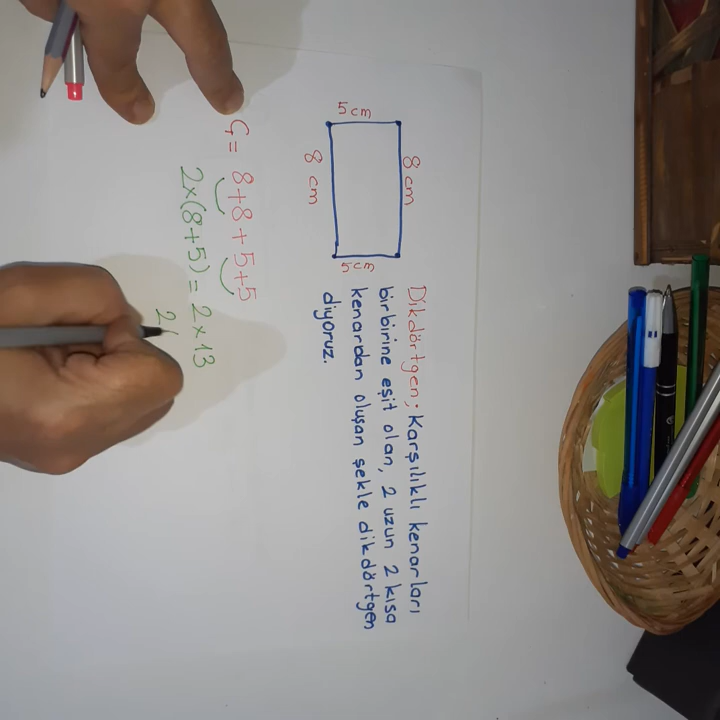 5cm
8 cm
8 cm
5cm
Dikdörtgen; Karşılıklı kenarları
birbirine eşit olan, 2 uzun 2 kısa
kenardan oluşan şekle dikdörtgen
diyoruz.
Ç= 8+8+5+5
2×(8+5)=2×13